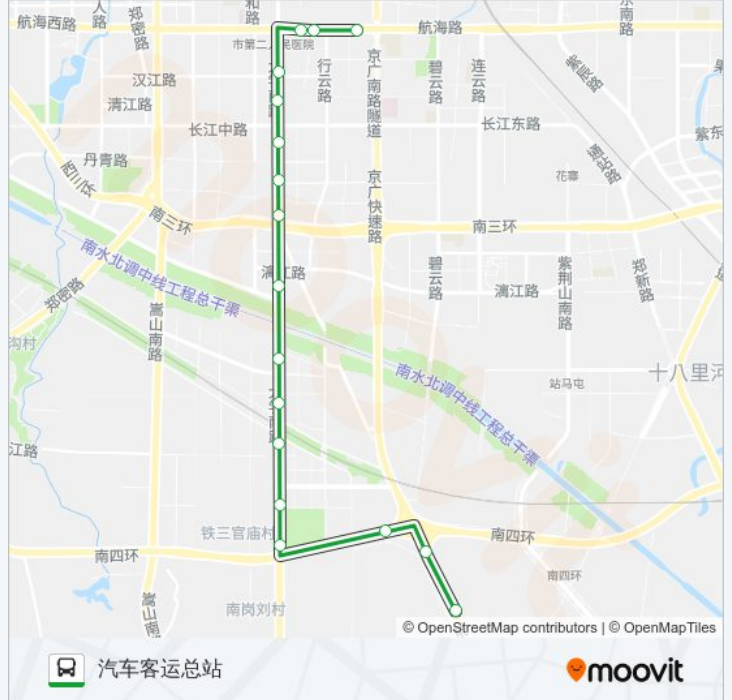 航海西路
人路
郑密路
和路
航海路
东南路
市第二人民医院
行云路
京广南路隧道
碧云路
连云路
紫辰路
汉江路
清江路
长江中路
长江东路
紫东
丹青路
通站路
花寨
西三环
京广快速路
南三环
南三环
南水北调中线工程总干渠
漓江路
碧云路
漓江路
紫荆山南路
郑新路
郑密路
嵩山南路
沟村
南水北调中线工程总干渠
站马屯
十八里河
江路
铁三官庙村
南四环
南四环
南四环
嵩山南
南岗刘村
© OpenStreetMap contributors | © OpenMapTiles
汽车客运总站
moovit